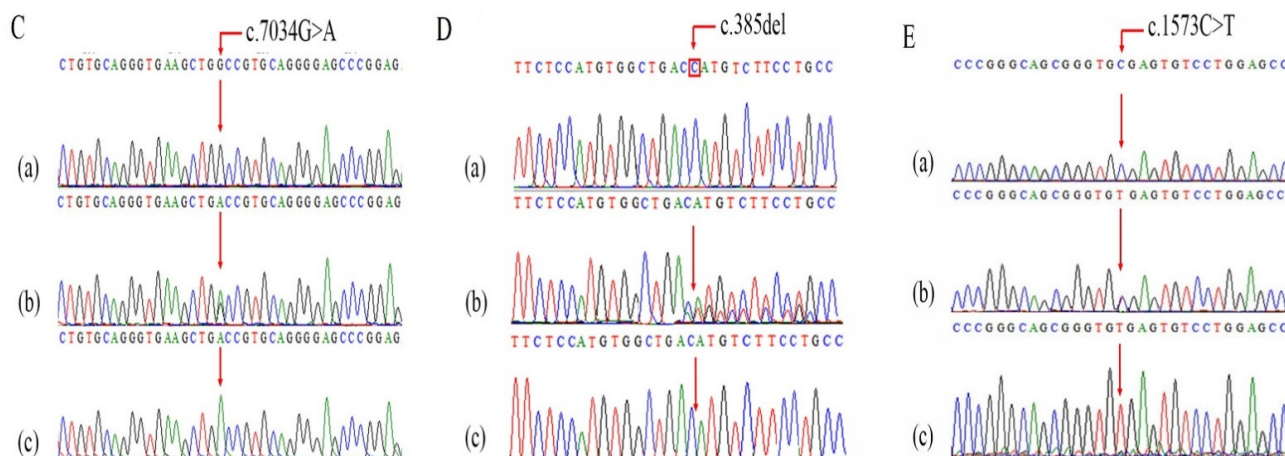 C
c.7034G>A
CTGTGCAGGGTGAAGCTGGCCGTGCAGGGGAGCCCGGAG
(a)
CTGTGCAGGGTGAAGCTGACCGTGCAGGGGAGCCCGGAG
(b)
CTGTGCAGGGTGAAGCTGACCGTGCAGGGGAGCCCGGAG
(c)
D
c.385del
TTCTCCATGTGGCTGACCATGTCTTCCTGCC
(a)
TTCTCCATGTGGCTGACATGTCTTCCTGCC
(b)
TTCTCCATGTGGCTGACATGTCTTCCTGCC
(c)
E
c.1573C>T
CCCGGGCAGCGGGTGCGAGTGTCCTGGAGCC
(a)
CCCGGGCAGCGGGTGTGAGTGTCCTGGAGCC
(b)
CCCGGGCAGCGGGTGTGAGTGTCCTGGAGCC
(c)